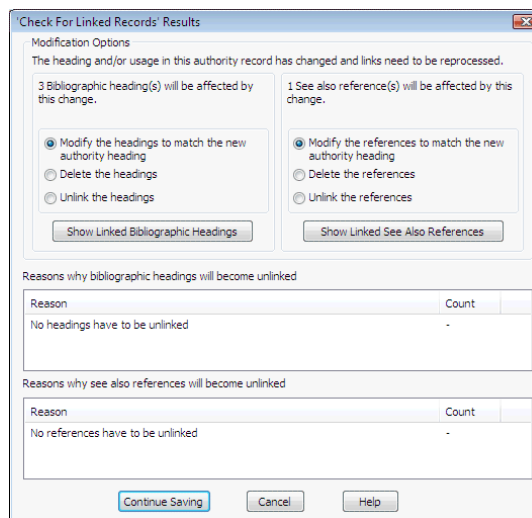 'Check For Linked Records' Results
Modification Options
The heading and/or usage in this authority record has changed and links need to be reprocessed.
3 Bibliographic heading(s) will be affected by
this change.
Modify the headings to match the new
authority heading
Delete the headings
Unlink the headings
Show Linked Bibliographic Headings
1 See also reference(s) will be affected by this
change.
Modify the references to match the new
authority heading
Delete the references
Unlink the references
Show Linked See Also References
Reasons why bibliographic headings will become unlinked
Reason Count
No headings have to be unlinked -
Reasons why see also references will become unlinked
Reason Count
No references have to be unlinked -
Continue Saving Cancel Help